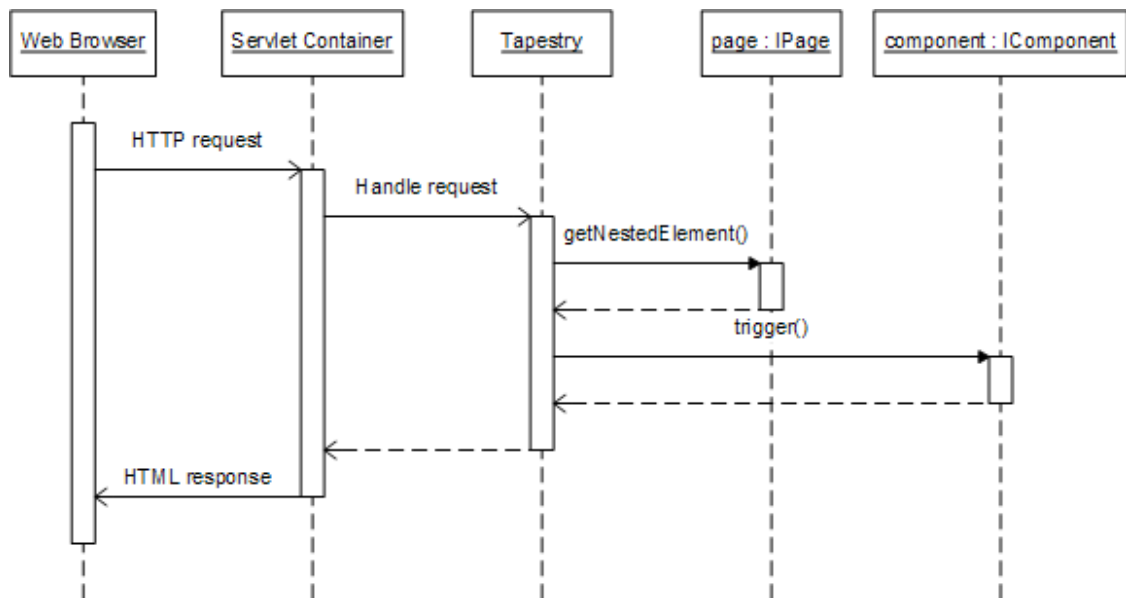 Web Browser
Servlet Container
Tapestry
page : IPage
component : IComponent
HTTP request
Handle request
getNestedElement()
trigger()
HTML response